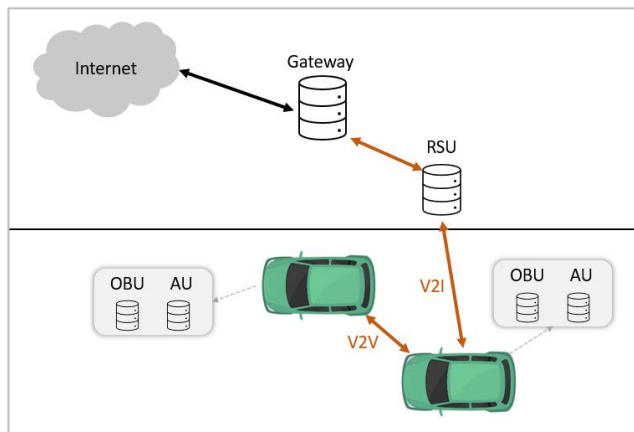 Internet
Gateway
RSU
OBU AU
V2I
OBU AU
V2V